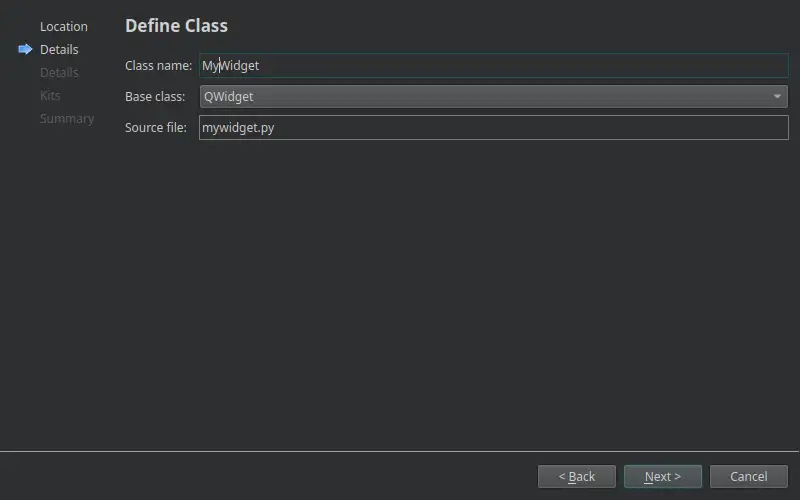 Location
Details
Details
Kits
Summary
Define Class
Class name: MyWidget
Base class: QWidget
Source file: mywidget.py
< Back
Next >
Cancel